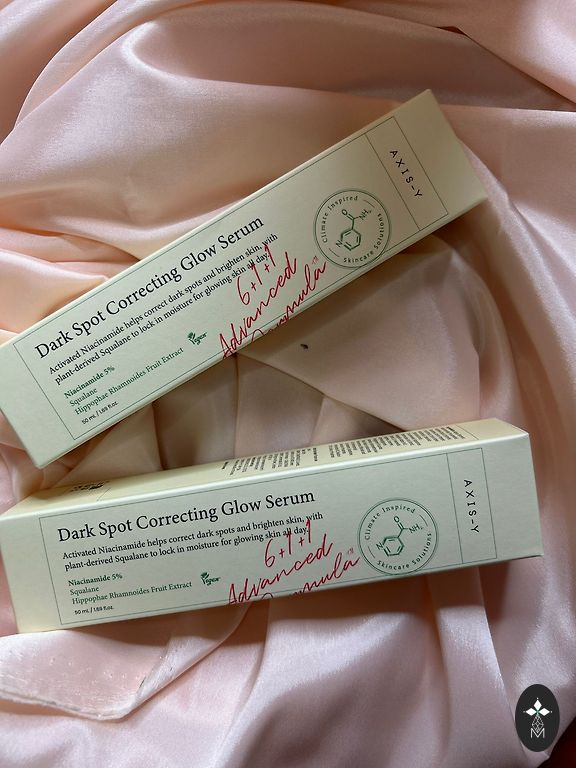 AXIS-Y
Climate Inspired
N
O
NH₂
Skincare Solutions
Dark Spot Correcting Glow Serum
Activated Niacinamide helps correct dark spots and brighten skin, with
plant-derived Squalane to lock in moisture for glowing skin all day.
6+1+1
Advanced
Formula™
Niacinamide 5%
Squalane
Hippophae Rhamnoides Fruit Extract
Vegan
50 ml / 1.69 fl.oz.
AXIS-Y
Climate Inspired
N
O
NH₂
Skincare Solutions
Dark Spot Correcting Glow Serum
Activated Niacinamide helps correct dark spots and brighten skin, with
plant-derived Squalane to lock in moisture for glowing skin all day.
6+1+1
Advanced
Formula™
Niacinamide 5%
Squalane
Hippophae Rhamnoides Fruit Extract
Vegan
50 ml / 1.69 fl.oz.
M